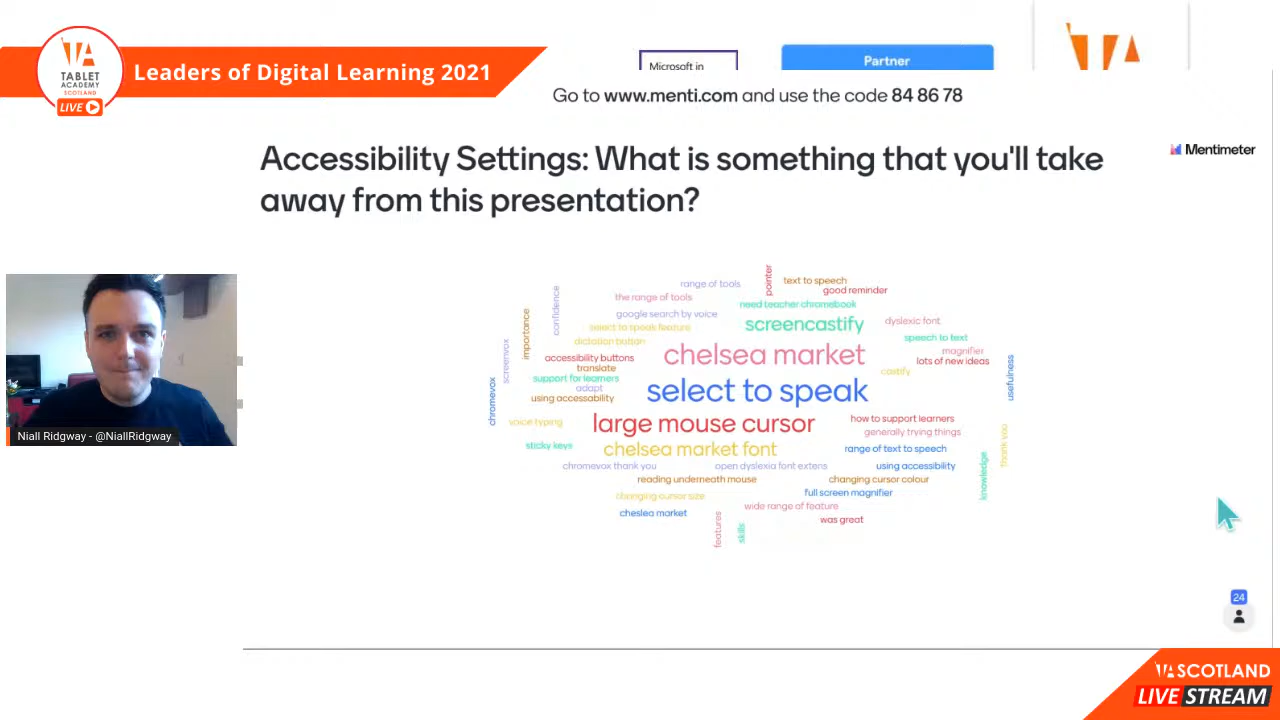 TABLET
ACADEMY
SCOTLAND
LIVE
Leaders of Digital Learning 2021
Microsoft in
Partner
Go to www.menti.com and use the code 84 86 78
Accessibility Settings: What is something that you'll take
away from this presentation?
Mentimeter
pointer
text to speech
range of tools
good reminder
the range of tools
need teacher chromebook
confidence
google search by voice
importance
select to speak feature
screencastify
dyslexic font
dictation button
speech to text
screenvox
accessibility buttons
chelsea market
magnifier
lots of new ideas
translate
castify
support for learners
adapt
select to speak
usefulness
chromevox
using accessability
voice typing
large mouse cursor
how to support learners
generally trying things
sticky keys
chelsea market font
range of text to speech
thank you
chromevox thank you
open dyslexia font extens
using accessibility
reading underneath mouse
changing cursor colour
knowledge
changing cursor size
full screen magnifier
cheslea market
wide range of feature
was great
features
skills
Niall Ridgway - @NiallRidgway
24
TA SCOTLAND
LIVE STREAM